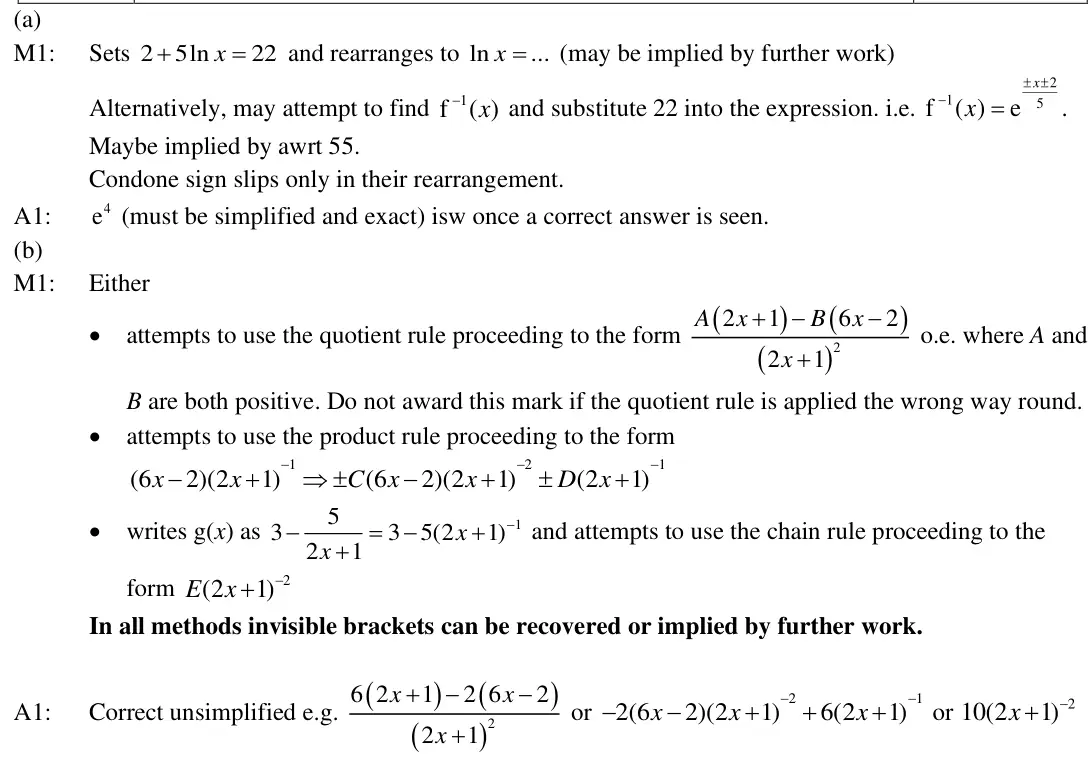 (a)
M1: Sets 2 + 5ln x = 22 and rearranges to ln x = ... (may be implied by further work)
Alternatively, may attempt to find f⁻¹(x) and substitute 22 into the expression. i.e. f⁻¹(x) = e^((±x±2)/5) .
Maybe implied by awrt 55.
Condone sign slips only in their rearrangement.
A1: e⁴ (must be simplified and exact) isw once a correct answer is seen.
(b)
M1: Either
• attempts to use the quotient rule proceeding to the form (A(2x+1)−B(6x−2))/(2x+1)² o.e. where A and
B are both positive. Do not award this mark if the quotient rule is applied the wrong way round.
• attempts to use the product rule proceeding to the form
(6x−2)(2x+1)⁻¹ ⇒ ±C(6x−2)(2x+1)⁻² ± D(2x+1)⁻¹
• writes g(x) as 3 − 5/(2x+1) = 3−5(2x+1)⁻¹ and attempts to use the chain rule proceeding to the
form E(2x+1)⁻²
In all methods invisible brackets can be recovered or implied by further work.
A1: Correct unsimplified e.g. (6(2x+1)−2(6x−2))/(2x+1)² or −2(6x−2)(2x+1)⁻² + 6(2x+1)⁻¹ or 10(2x+1)⁻²